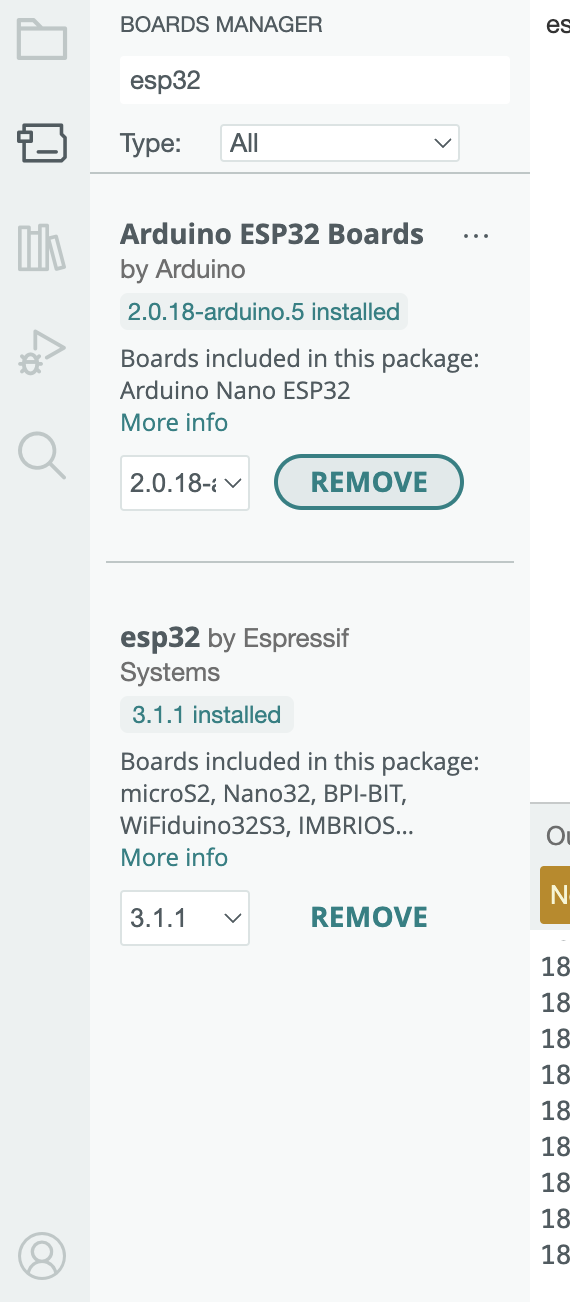 BOARDS MANAGER
es
esp32
Type: All
Arduino ESP32 Boards ...
by Arduino
2.0.18-arduino.5 installed
Boards included in this package:
Arduino Nano ESP32
More info
2.0.18- REMOVE
esp32 by Espressif
Systems
3.1.1 installed
Boards included in this package:
microS2, Nano32, BPI-BIT,
WiFiduino32S3, IMBRIOS...
More info
3.1.1 REMOVE
Ou
N
18
18
18
18
18
18
18
18
18